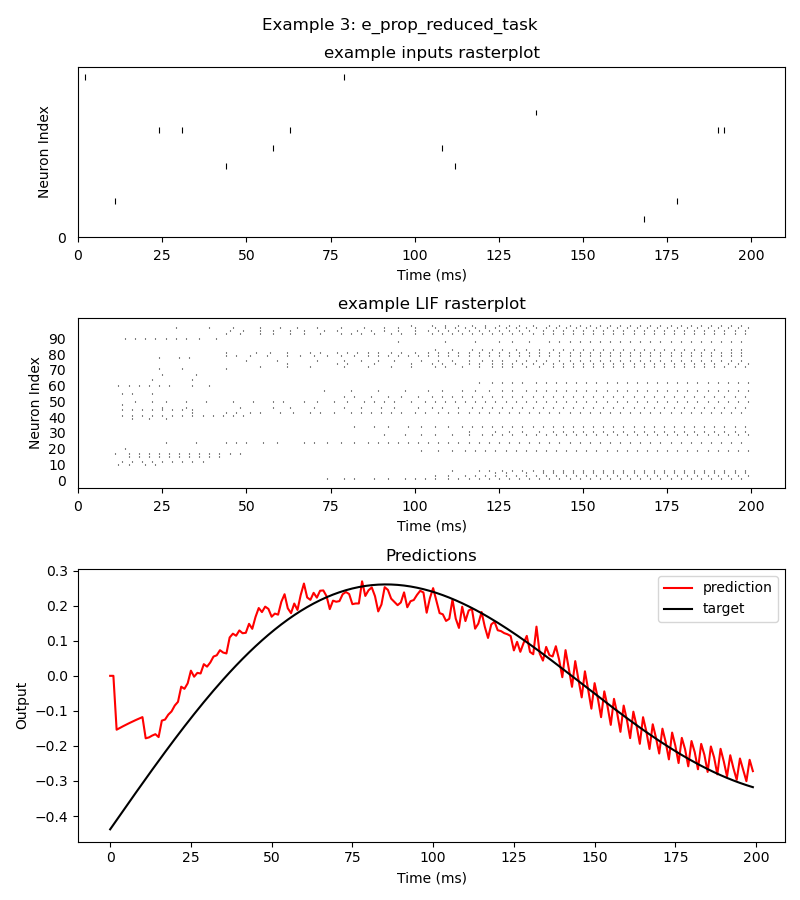 Example 3: e_prop_reduced_task
example inputs rasterplot
Neuron Index
0
0 25 50 75 100 125 150 175 200
Time (ms)
example LIF rasterplot
Neuron Index
90
80
70
60
50
40
30
20
10
0
0 25 50 75 100 125 150 175 200
Time (ms)
Predictions
Output
0.3
0.2
0.1
0.0
−0.1
−0.2
−0.3
−0.4
prediction
target
0 25 50 75 100 125 150 175 200
Time (ms)